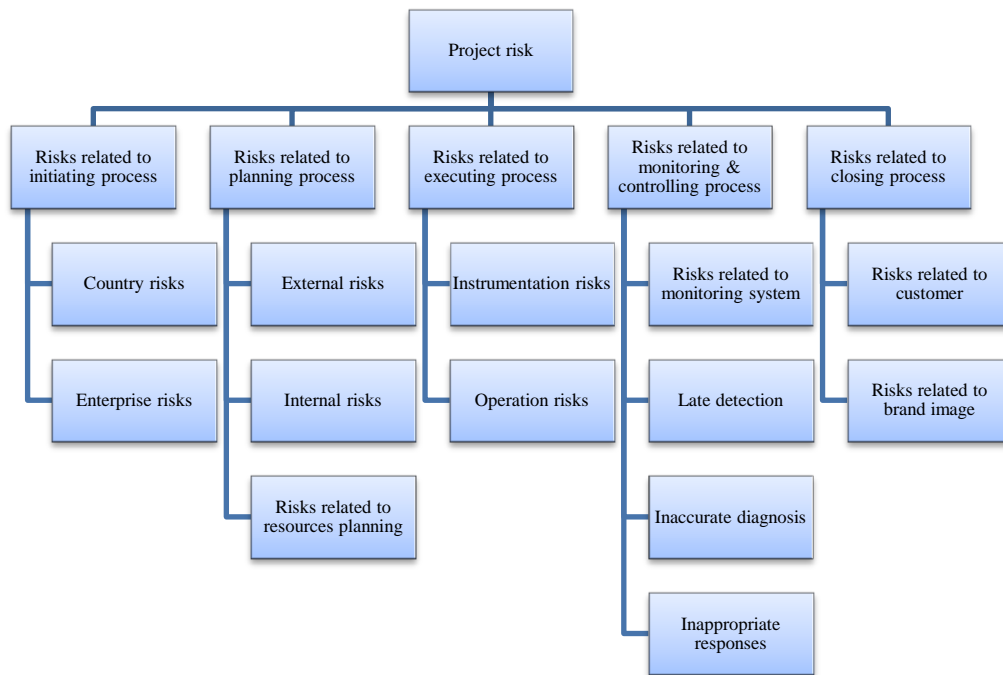 Project risk
Risks related to
initiating process
Risks related to
planning process
Risks related to
executing process
Risks related to
monitoring &
controlling process
Risks related to
closing process
Country risks
External risks
Instrumentation risks
Risks related to
monitoring system
Risks related to
customer
Enterprise risks
Internal risks
Operation risks
Late detection
Risks related to
brand image
Risks related to
resources planning
Inaccurate diagnosis
Inappropriate
responses